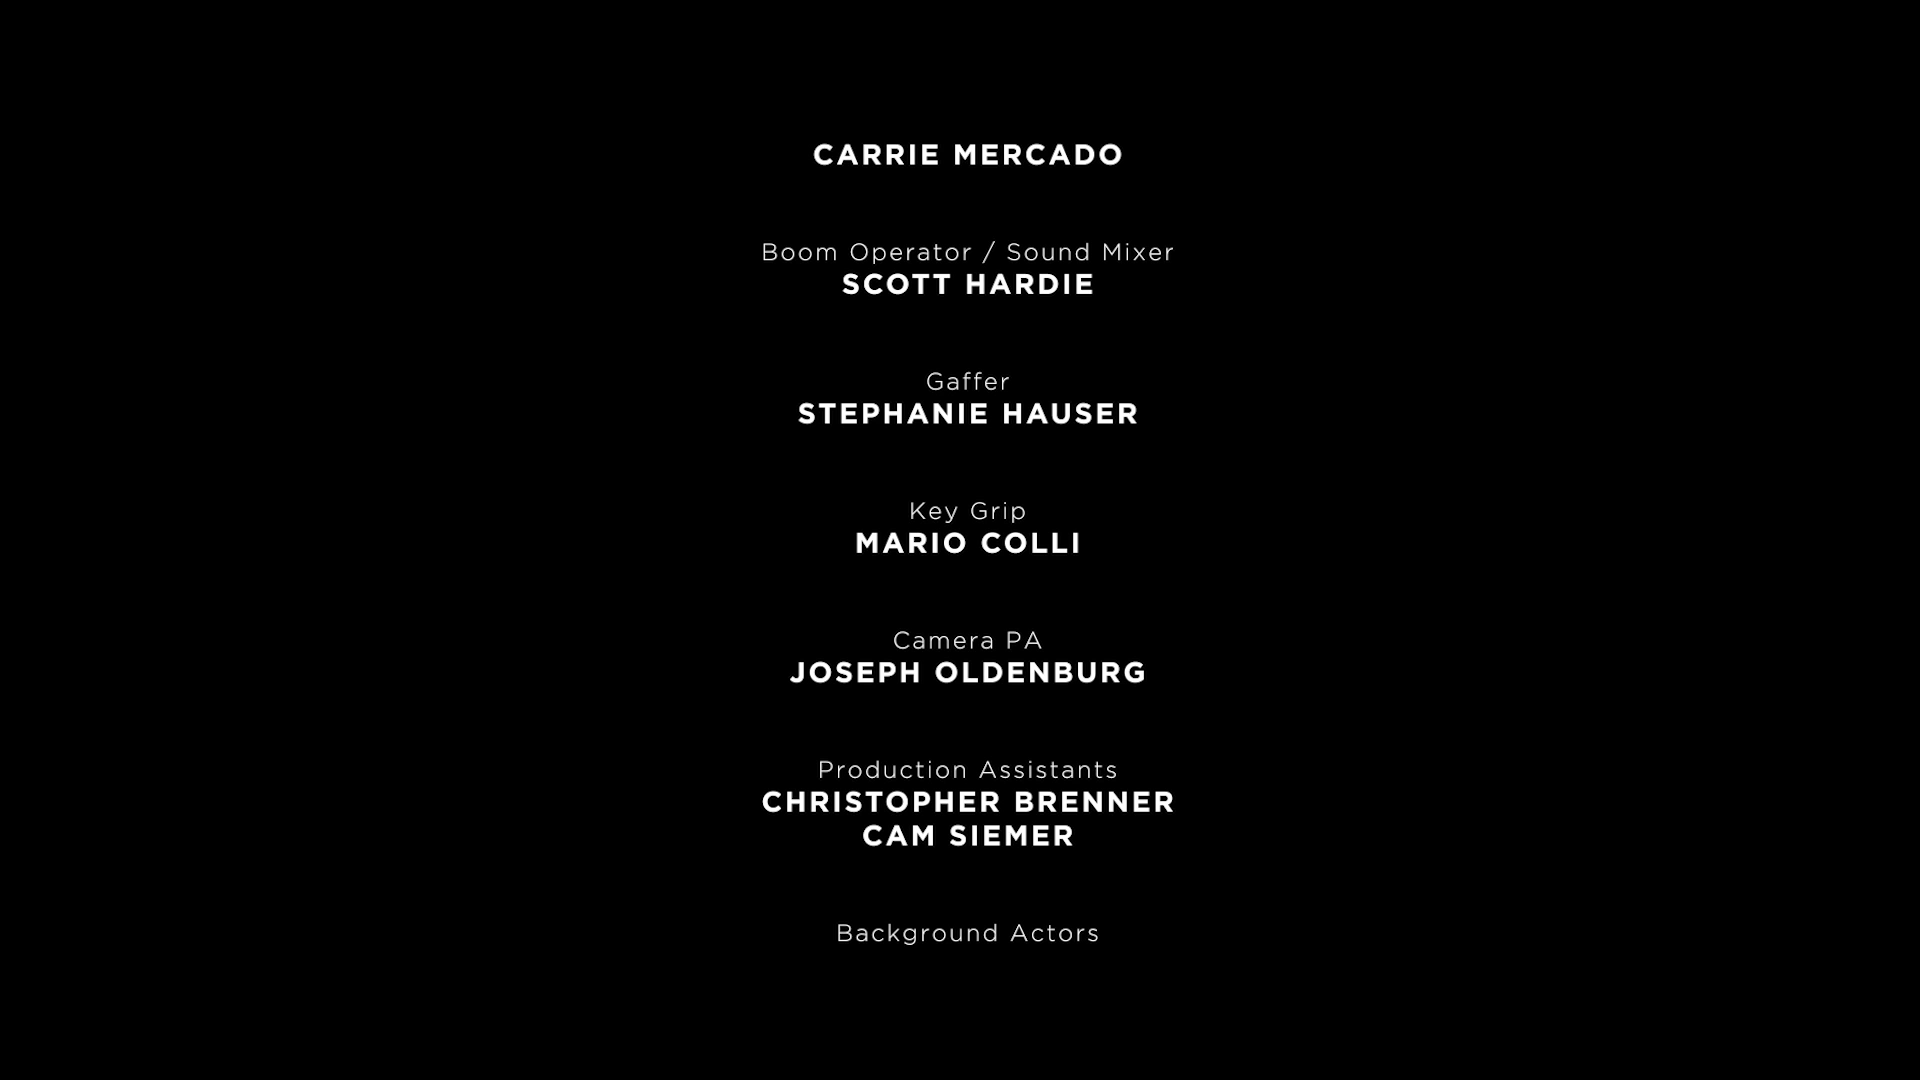 CARRIE MERCADO
Boom Operator / Sound Mixer
SCOTT HARDIE
Gaffer
STEPHANIE HAUSER
Key Grip
MARIO COLLI
Camera PA
JOSEPH OLDENBURG
Production Assistants
CHRISTOPHER BRENNER
CAM SIEMER
Background Actors